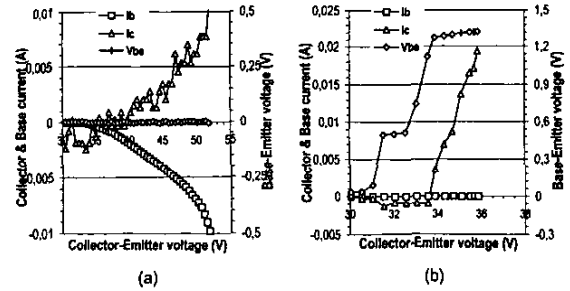 Ib
Ic
Vbe
0,01
0,005
0
-0,005
-0,01
0,5
0,25
0
-0,25
-0,5
35
40
45
50
55
Collector & Base current (A)
Base-Emitter voltage (V)
Collector-Emitter voltage (V)
(a)
Ib
Ic
Vbe
0,025
0,02
0,015
0,01
0,005
0
-0,005
1,5
1,2
0,9
0,6
0,3
0
-0,3
30
32
34
36
38
Collector & Base current (A)
Base-Emitter voltage (V)
Collector-Emitter voltage (V)
(b)